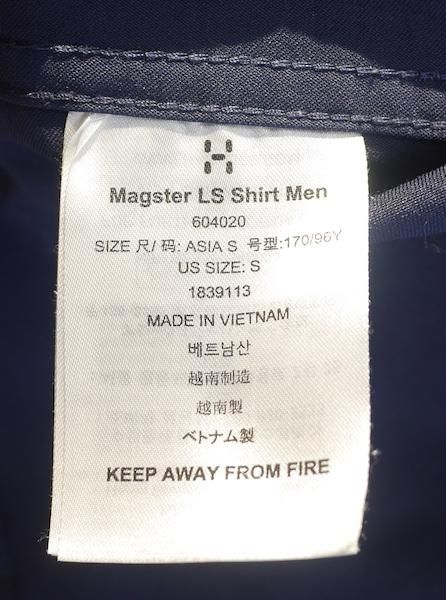 Magster LS Shirt Men
604020
SIZE 尺/码: ASIA S 号型:170/96Y
US SIZE: S
1839113
MADE IN VIETNAM
베트남산
越南制造
越南製
ベトナム製
KEEP AWAY FROM FIRE